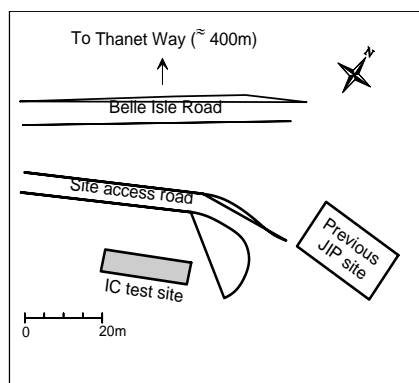 To Thanet Way (≈ 400m)
N
Belle Isle Road
Site access road
Previous
JIP site
IC test site
0 20m